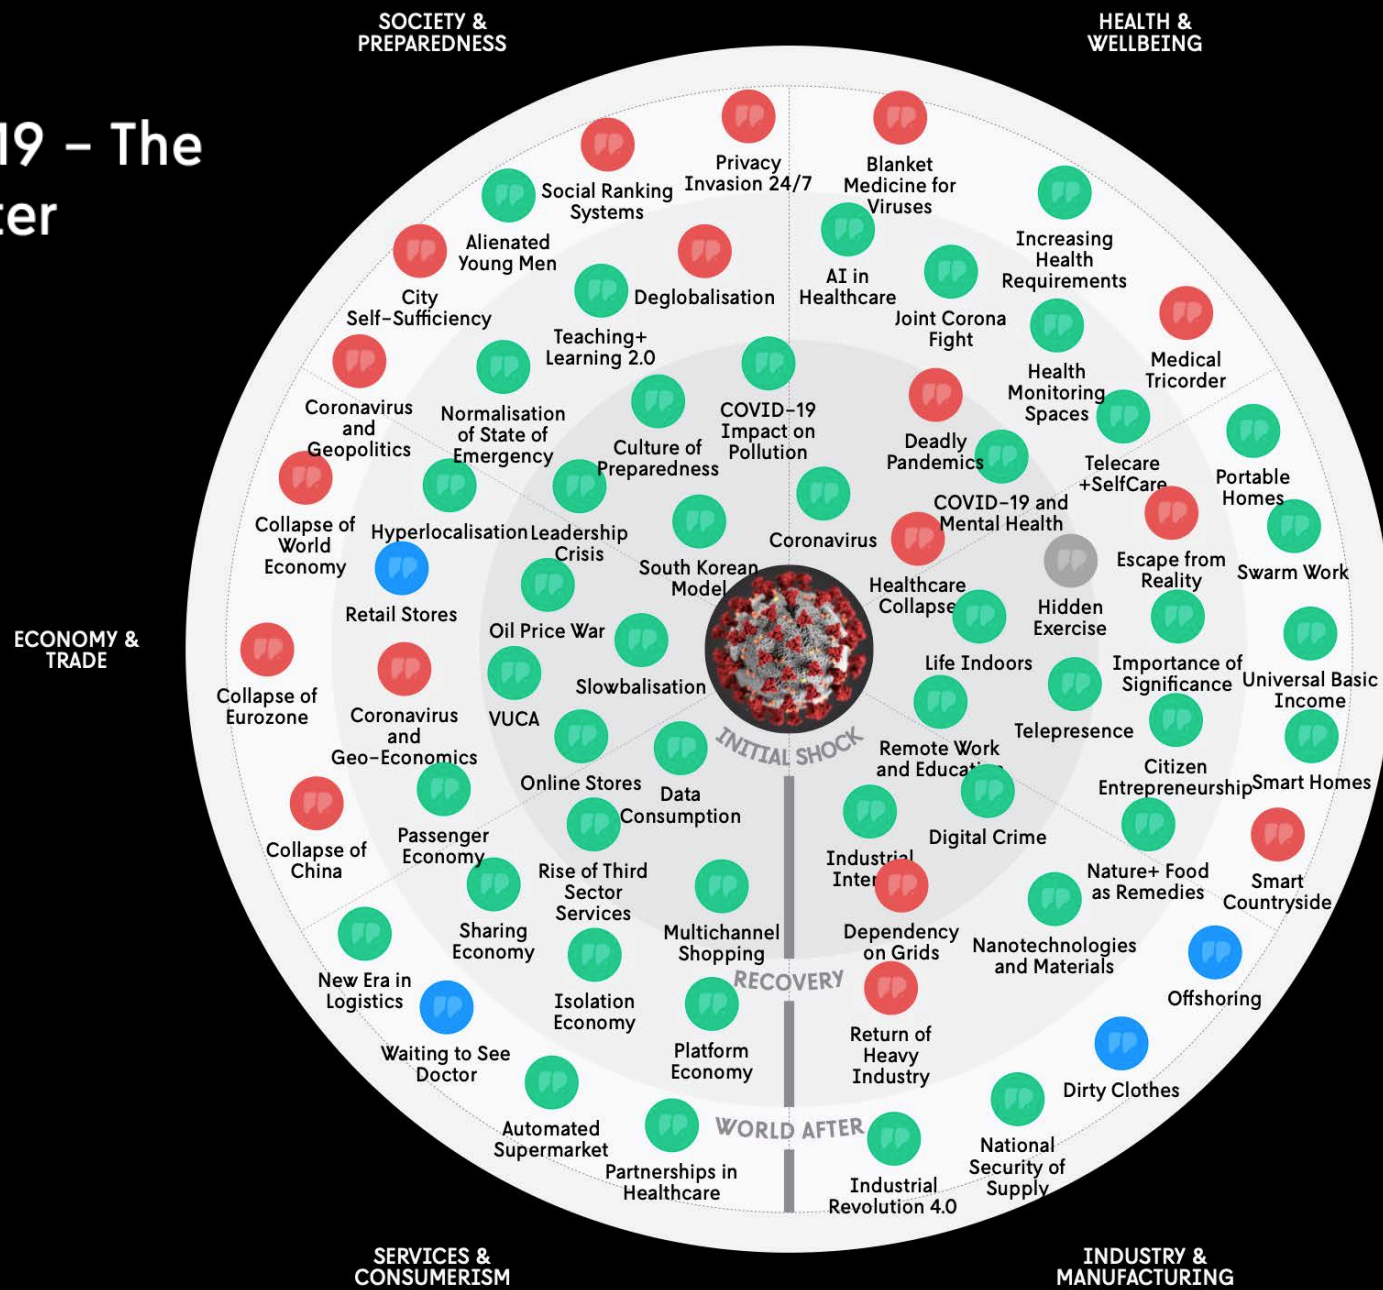 SOCIETY &
PREPAREDNESS
HEALTH &
WELLBEING
19 – The
ter
Privacy
Invasion 24/7
Blanket
Medicine for
Viruses
Social Ranking
Systems
Alienated
Young Men
Increasing
Health
Requirements
City
Self-Sufficiency
Deglobalisation
AI in
Healthcare
Joint Corona
Fight
Teaching+
Learning 2.0
Medical
Tricorder
Health
Monitoring
Spaces
Coronavirus
and
Geopolitics
Normalisation
of State of
Emergency
Culture of
Preparedness
COVID-19
Impact on
Pollution
Deadly
Pandemics
Telecare
+SelfCare
Portable
Homes
Collapse of
World
Economy
Hyperlocalisation
Leadership
Crisis
South Korean
Model
Coronavirus
COVID-19 and
Mental Health
Escape from
Reality
Swarm Work
Retail Stores
Healthcare
Collapse
Hidden
Exercise
ECONOMY &
TRADE
Oil Price War
Slowbalisation
Life Indoors
Importance of
Significance
Universal Basic
Income
Collapse of
Eurozone
Coronavirus
and
Geo-Economics
VUCA
Telepresence
INITIAL SHOCK
Online Stores
Data
Consumption
Remote Work
and
Citizen
Entrepreneurship
Smart Homes
Collapse of
China
Passenger
Economy
Rise of Third
Sector
Services
Industrial
Digital Crime
Nature+ Food
as Remedies
Smart
Countryside
Sharing
Economy
Multichannel
Shopping
Dependency
on Grids
Nanotechnologies
and Materials
New Era in
Logistics
RECOVERY
Isolation
Economy
Offshoring
Waiting to See
Doctor
Platform
Economy
Return of
Heavy
Industry
Dirty Clothes
Automated
Supermarket
WORLD AFTER
Partnerships in
Healthcare
Industrial
Revolution 4.0
National
Security of
Supply
SERVICES &
CONSUMERISM
INDUSTRY &
MANUFACTURING